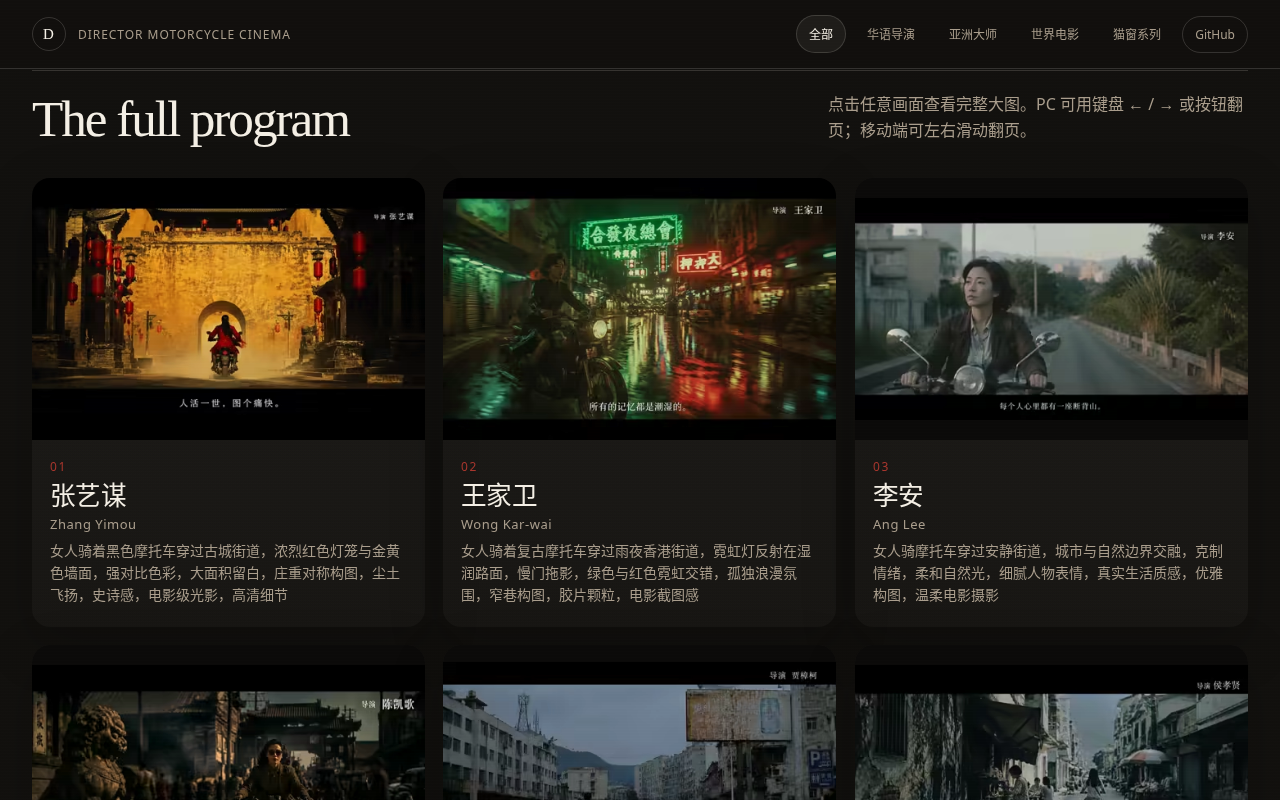 D
DIRECTOR MOTORCYCLE CINEMA
全部
华语导演
亚洲大师
世界电影
猫窗系列
GitHub
The full program
点击任意画面查看完整大图。PC 可用键盘 ← / → 或按钮翻
页；移动端可左右滑动翻页。
导演 张艺谋
人活一世，图个痛快。
01
张艺谋
Zhang Yimou
女人骑着黑色摩托车穿过古城街道，浓烈红色灯笼与金黄
色墙面，强对比色彩，大面积留白，庄重对称构图，尘土
飞扬，史诗感，电影级光影，高清细节
导演 王家卫
合發夜總會
押大
所有的记忆都是潮湿的。
02
王家卫
Wong Kar-wai
女人骑着复古摩托车穿过雨夜香港街道，霓虹灯反射在湿
润路面，慢门拖影，绿色与红色霓虹交错，孤独浪漫氛
围，窄巷构图，胶片颗粒，电影截图感
导演 李安
每个人心里都有一座断背山。
03
李安
Ang Lee
女人骑摩托车穿过安静街道，城市与自然边界交融，克制
情绪，柔和自然光，细腻人物表情，真实生活质感，优雅
构图，温柔电影摄影
导演 陈凯歌
导演 贾樟柯
P
导演 侯孝贤